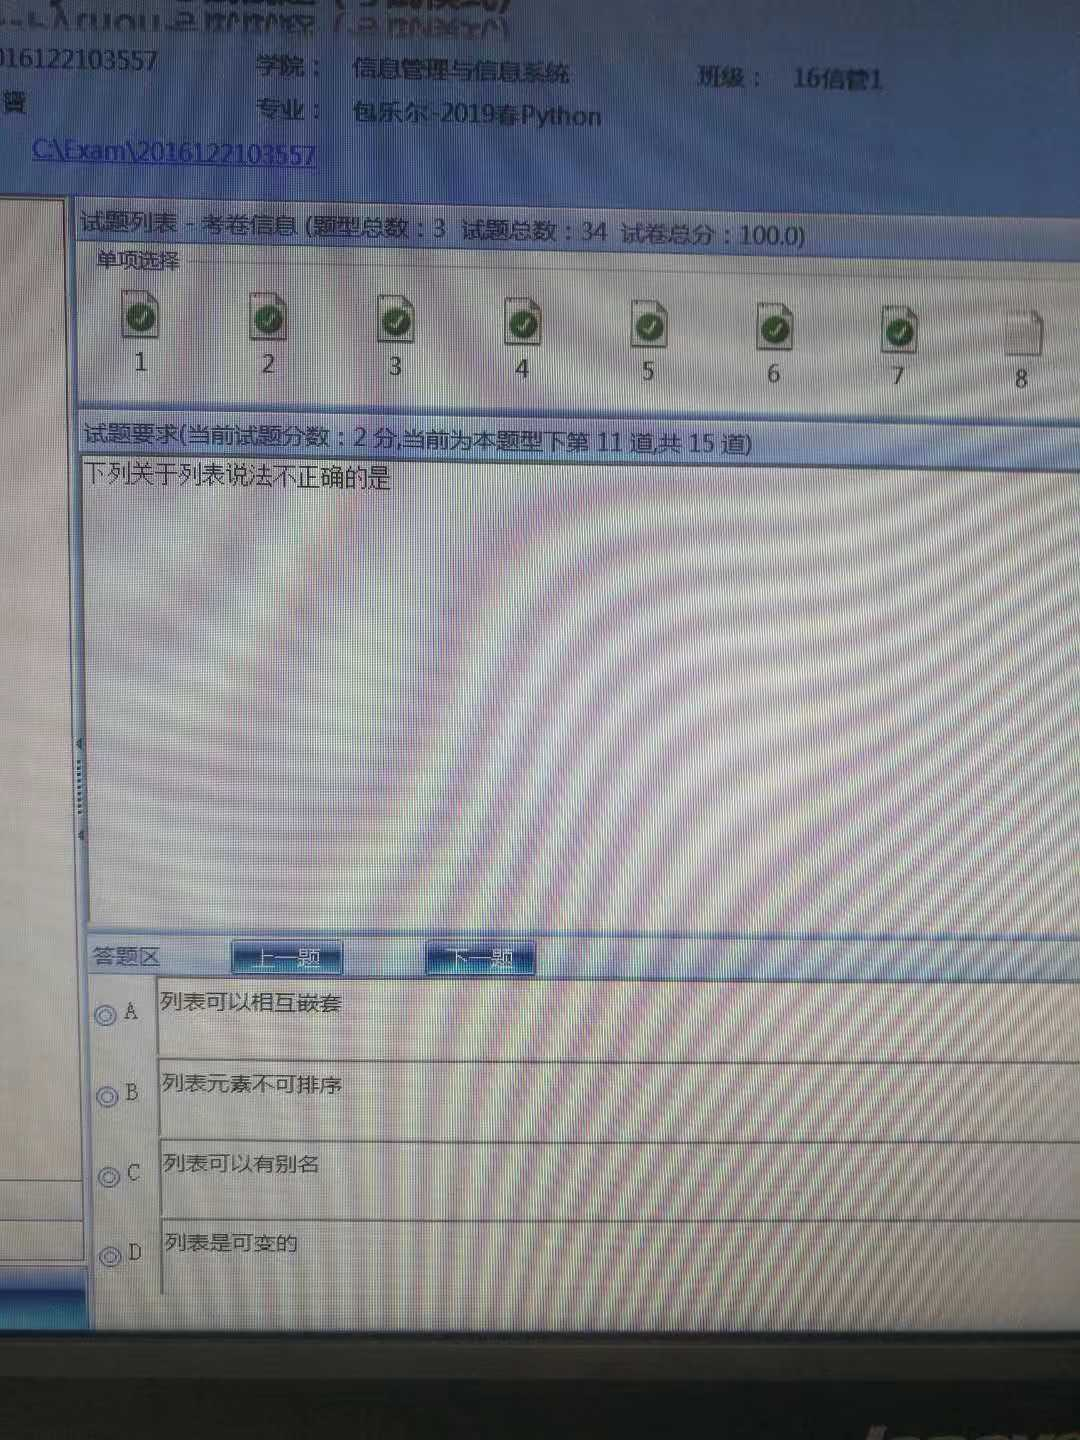 016122103557 学院： 信息管理与信息系统 班级： 16信管1
专业： 包乐尔-2019春Python
C:\Exam\2016122103557
试题列表 - 考卷信息 (题型总数：3 试题总数：34 试卷总分：100.0)
单项选择
1 2 3 4 5 6 7 8
试题要求(当前试题分数：2 分,当前为本题型下第 11 道,共 15 道)
下列关于列表说法不正确的是
答题区 上一题 下一题
A 列表可以相互嵌套
B 列表元素不可排序
C 列表可以有别名
D 列表是可变的